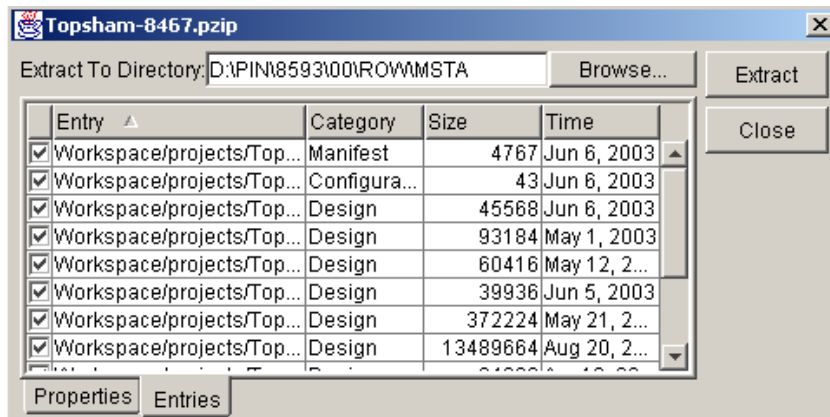 Topsham-8467.pzip
Extract To Directory: D:\PIN\8593\00\ROW\MSTA Browse... Extract
Close
Entry Category Size Time
Workspace/projects/Top... Manifest 4767 Jun 6, 2003
Workspace/projects/Top... Configura... 43 Jun 6, 2003
Workspace/projects/Top... Design 45568 Jun 6, 2003
Workspace/projects/Top... Design 93184 May 1, 2003
Workspace/projects/Top... Design 60416 May 12, 2...
Workspace/projects/Top... Design 39936 Jun 5, 2003
Workspace/projects/Top... Design 372224 May 21, 2...
Workspace/projects/Top... Design 13489664 Aug 20, 2...
Properties Entries